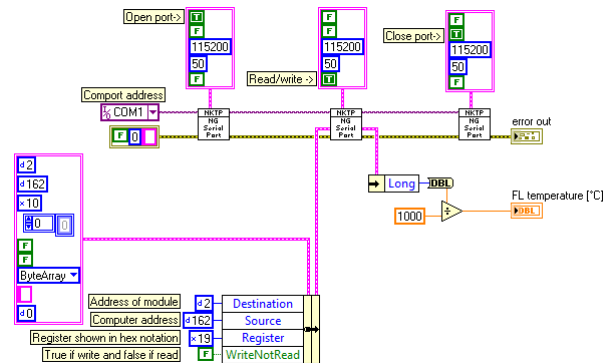 Open port->
T
F
115200
50
F
F
F
115200
50
T
Read/write ->
F
T
115200
50
F
Close port->
Comport address
I/O COM1
NKTP
NG
Serial
Port
NKTP
NG
Serial
Port
NKTP
NG
Serial
Port
F 0
error out
d 2
d 162
x 10
0 0
F
F
ByteArray
d 0
Long
DBL
1000
÷
FL temperature [°C]
DBL
Address of module d 2 Destination
Computer address d 162 Source
Register shown in hex notation x 19 Register
True if write and false if read F WriteNotRead